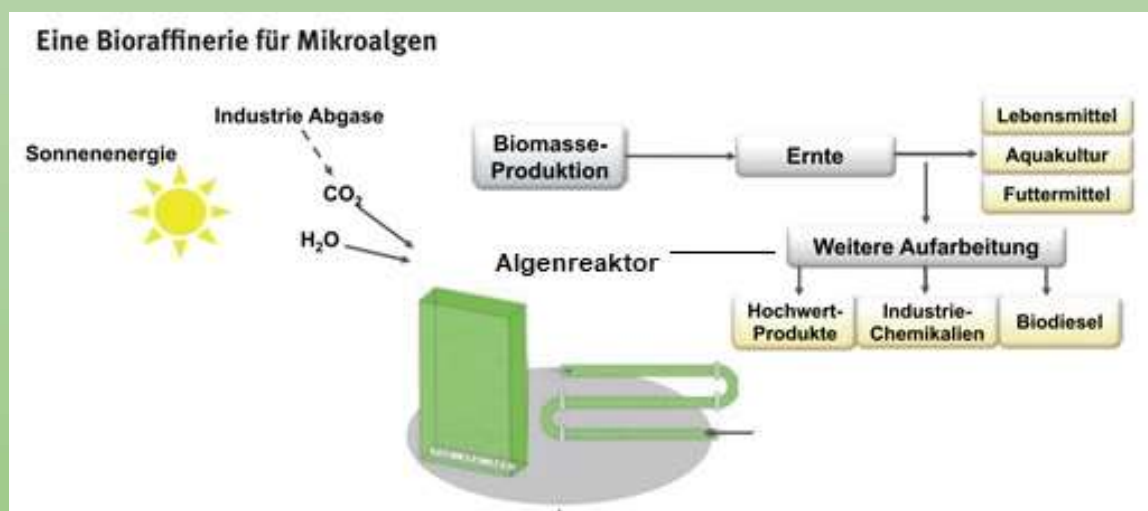 Eine Bioraffinerie für Mikroalgen
Industrie Abgase
Sonnenenergie
CO₂
H₂O
Biomasse-
Produktion
Ernte
Lebensmittel
Aquakultur
Futtermittel
Algenreaktor
Weitere Aufarbeitung
Hochwert-
Produkte
Industrie-
Chemikalien
Biodiesel